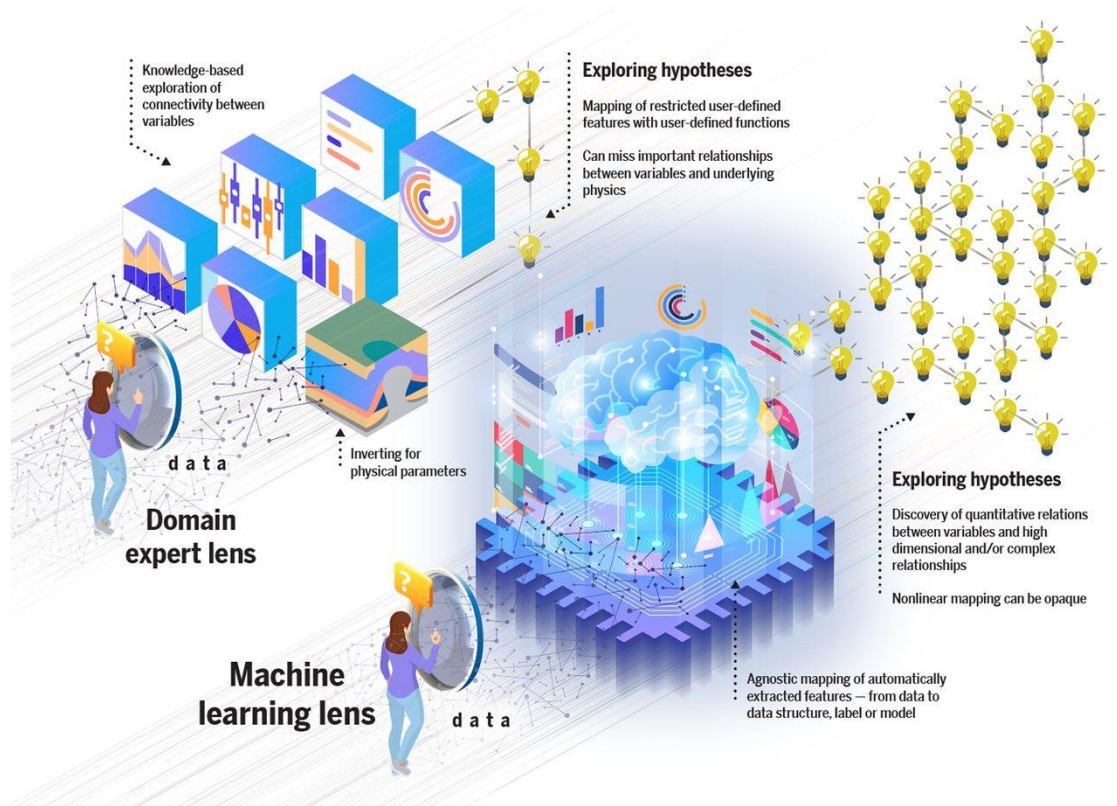 Knowledge-based
exploration of
connectivity between
variables
Exploring hypotheses
Mapping of restricted user-defined
features with user-defined functions
Can miss important relationships
between variables and underlying
physics
?
data
Inverting for
physical parameters
Domain
expert lens
Exploring hypotheses
Discovery of quantitative relations
between variables and high
dimensional and/or complex
relationships
Nonlinear mapping can be opaque
?
Machine
learning lens
data
Agnostic mapping of automatically
extracted features — from data to
data structure, label or model